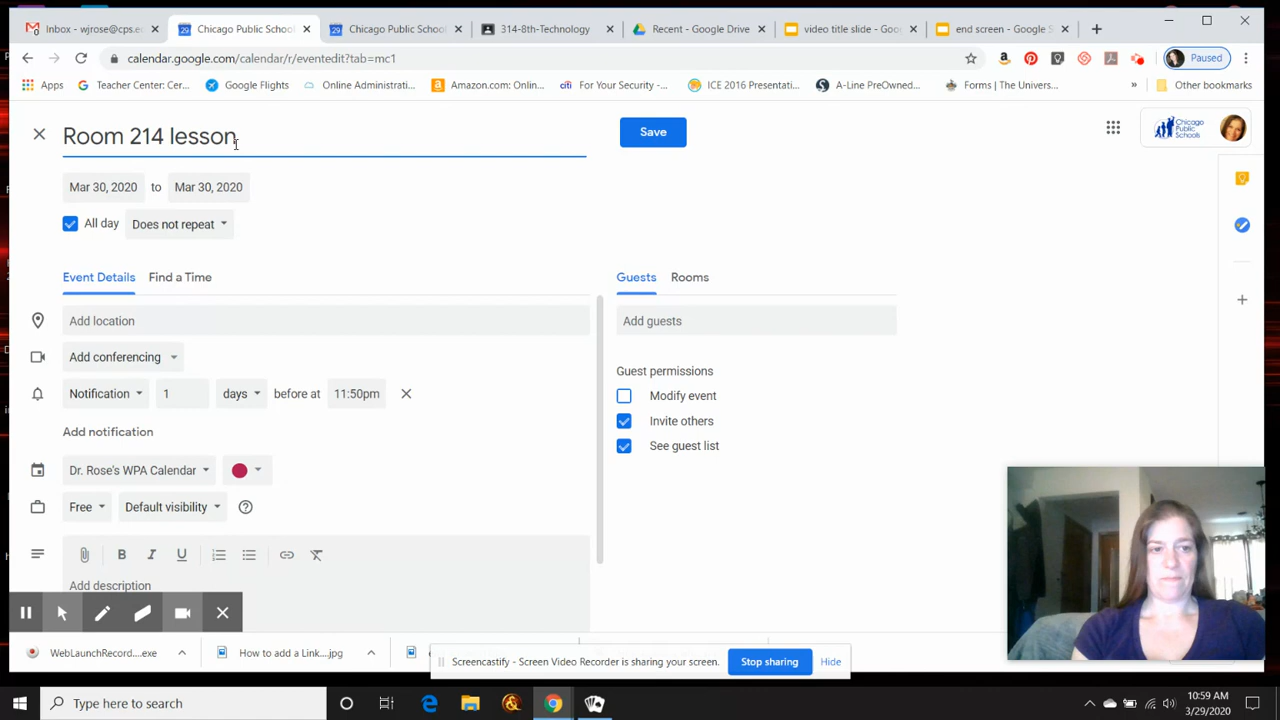 Inbox - wjrose@cps.e
Chicago Public School
Chicago Public School
314-8th-Technology
Recent - Google Drive
video title slide - Goo
end screen - Google S
calendar.google.com/calendar/r/eventedit?tab=mc1
Paused
Apps
Teacher Center: Cer...
Google Flights
Online Administrati...
Amazon.com: Onlin...
citi
For Your Security -...
ICE 2016 Presentati...
A-Line PreOwned...
Forms | The Univers...
»
Other bookmarks
Room 214 lesson
Save
Chicago
Public
Schools
Mar 30, 2020 to Mar 30, 2020
All day
Does not repeat
Event Details
Find a Time
Guests
Rooms
Add location
Add guests
Add conferencing
Guest permissions
Notification
1
days
before at
11:50pm
Modify event
Invite others
Add notification
See guest list
Dr. Rose's WPA Calendar
Free
Default visibility
B I U
Add description
WebLaunchRecord....exe
How to add a Link....jpg
Screencastify - Screen Video Recorder is sharing your screen.
Stop sharing
Hide
Type here to search
10:59 AM
3/29/2020